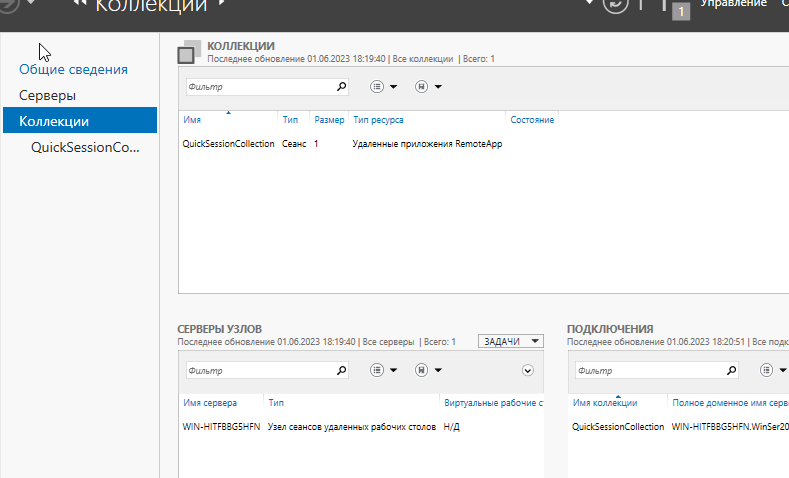 Коллекции
1
Управление
Общие сведения
Серверы
Коллекции
QuickSessionCo...
КОЛЛЕКЦИИ
Последнее обновление 01.06.2023 18:19:40 | Все коллекции | Всего: 1
Фильтр
Имя Тип Размер Тип ресурса Состояние
QuickSessionCollection Сеанс 1 Удаленные приложения RemoteApp
СЕРВЕРЫ УЗЛОВ
Последнее обновление 01.06.2023 18:19:40 | Все серверы | Всего: 1
ЗАДАЧИ
Фильтр
Имя сервера Тип Виртуальные рабочие ст
WIN-HITFBBG5HFN Узел сеансов удаленных рабочих столов Н/Д
ПОДКЛЮЧЕНИЯ
Последнее обновление 01.06.2023 18:20:51 | Все подк
Фильтр
Имя коллекции Полное доменное имя серве
QuickSessionCollection WIN-HITFBBG5HFN.WinSer20